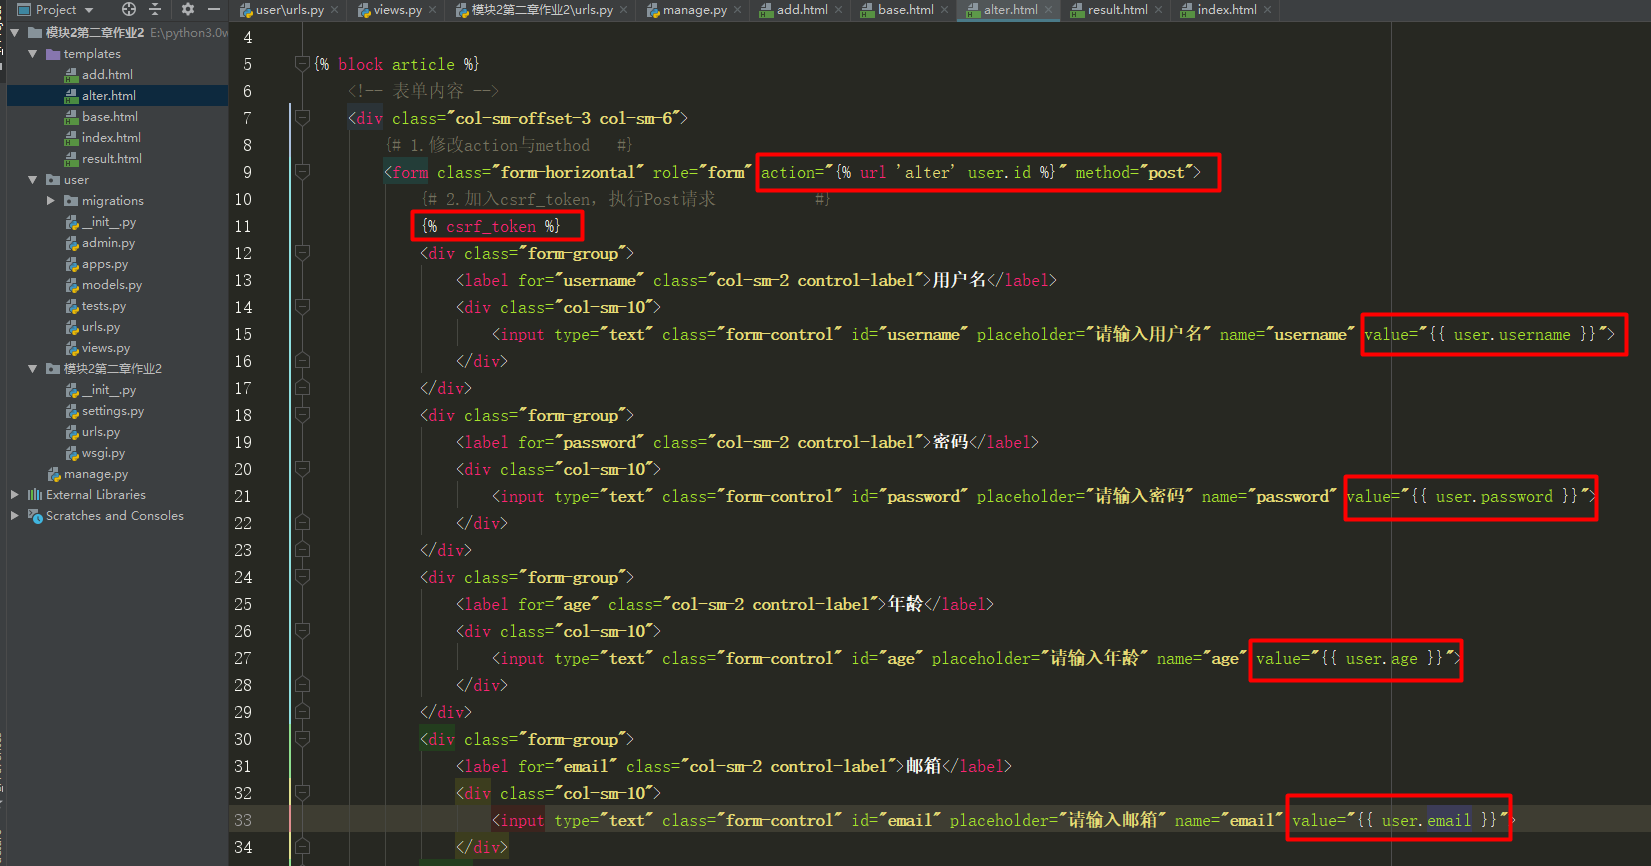 Project
user\urls.py
views.py
模块2第二章作业2\urls.py
manage.py
add.html
base.html
alter.html
result.html
index.html
模块2第二章作业2 E:\python3.0w
templates
add.html
alter.html
base.html
index.html
result.html
user
migrations
__init__.py
admin.py
apps.py
models.py
tests.py
urls.py
views.py
模块2第二章作业2
__init__.py
settings.py
urls.py
wsgi.py
manage.py
External Libraries
Scratches and Consoles
4
5 {% block article %}
6 <!-- 表单内容 -->
7 <div class="col-sm-offset-3 col-sm-6">
8 {# 1.修改action与method #}
9 <form class="form-horizontal" role="form" action="{% url 'alter' user.id %}" method="post">
10 {# 2.加入csrf_token, 执行Post请求 #}
11 {% csrf_token %}
12 <div class="form-group">
13 <label for="username" class="col-sm-2 control-label">用户名</label>
14 <div class="col-sm-10">
15 <input type="text" class="form-control" id="username" placeholder="请输入用户名" name="username" value="{{ user.username }}">
16 </div>
17 </div>
18 <div class="form-group">
19 <label for="password" class="col-sm-2 control-label">密码</label>
20 <div class="col-sm-10">
21 <input type="text" class="form-control" id="password" placeholder="请输入密码" name="password" value="{{ user.password }}">
22 </div>
23 </div>
24 <div class="form-group">
25 <label for="age" class="col-sm-2 control-label">年龄</label>
26 <div class="col-sm-10">
27 <input type="text" class="form-control" id="age" placeholder="请输入年龄" name="age" value="{{ user.age }}">
28 </div>
29 </div>
30 <div class="form-group">
31 <label for="email" class="col-sm-2 control-label">邮箱</label>
32 <div class="col-sm-10">
33 <input type="text" class="form-control" id="email" placeholder="请输入邮箱" name="email" value="{{ user.email }}">
34 </div>